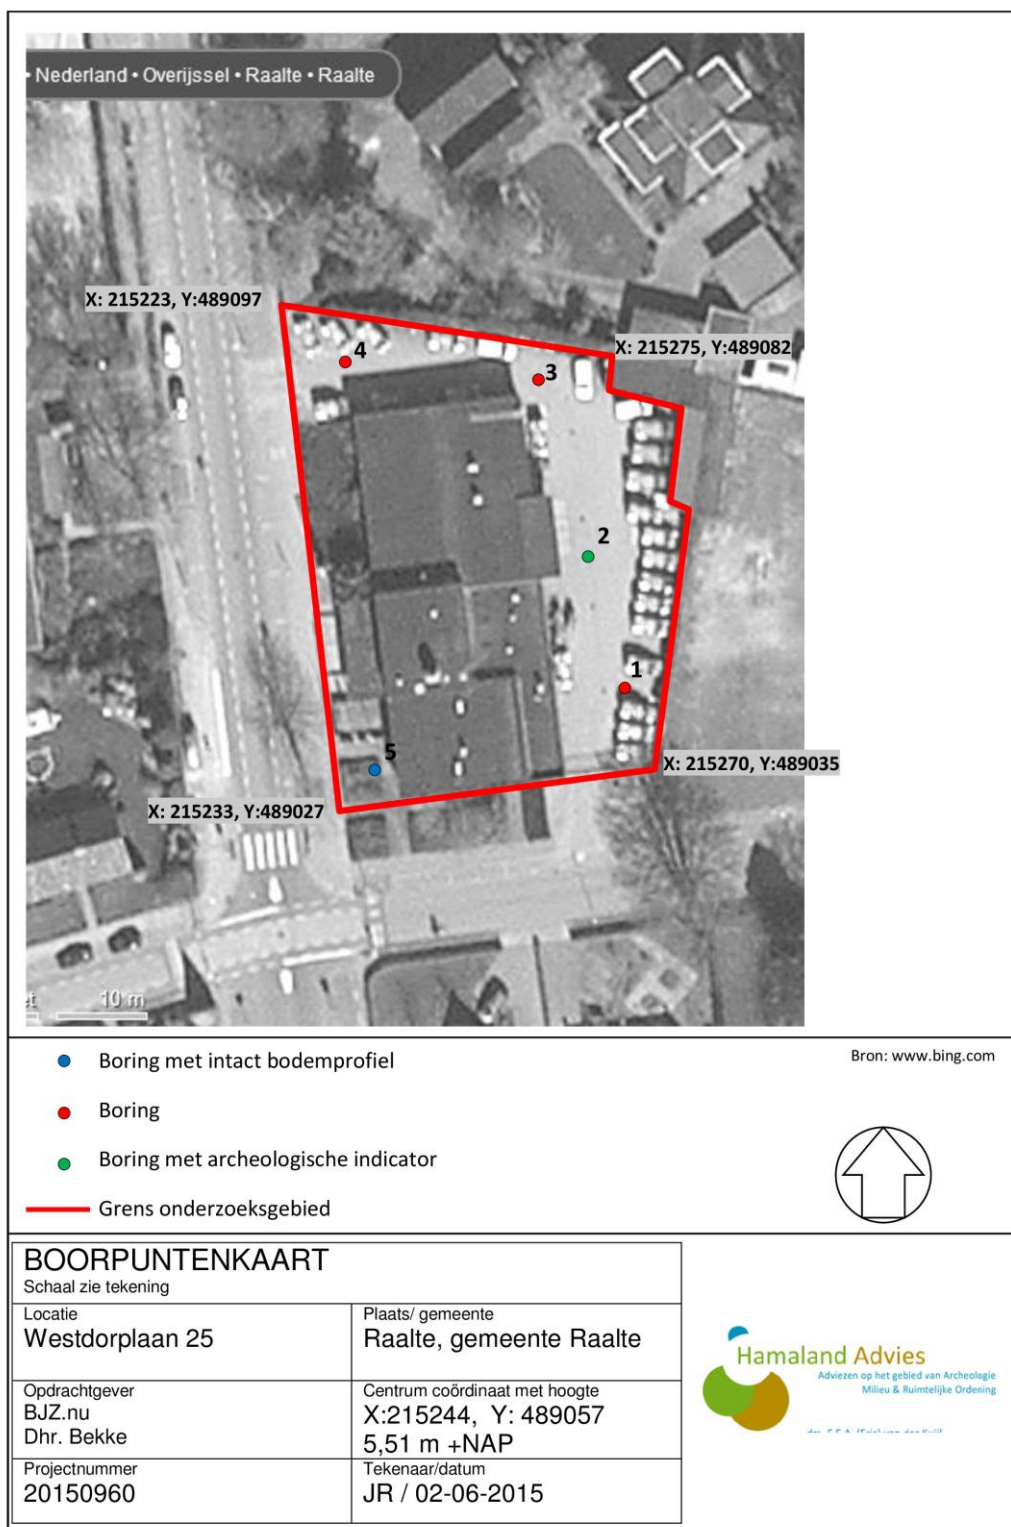 • Nederland • Overijssel • Raalte • Raalte
X: 215223, Y:489097
X: 215275, Y:489082
4
3
2
1
5
X: 215270, Y:489035
X: 215233, Y:489027
10 m
Boring met intact bodemprofiel
Bron: www.bing.com
Boring
Boring met archeologische indicator
Grens onderzoeksgebied
BOORPUNTENKAART
Schaal zie tekening
Locatie
Westdorplaan 25
Plaats/ gemeente
Raalte, gemeente Raalte
Opdrachtgever
BJZ.nu
Dhr. Bekke
Centrum coördinaat met hoogte
X:215244, Y: 489057
5,51 m +NAP
Projectnummer
20150960
Tekenaar/datum
JR / 02-06-2015
Hamaland Advies
Adviezen op het gebied van Archeologie
Milieu & Ruimtelijke Ordening